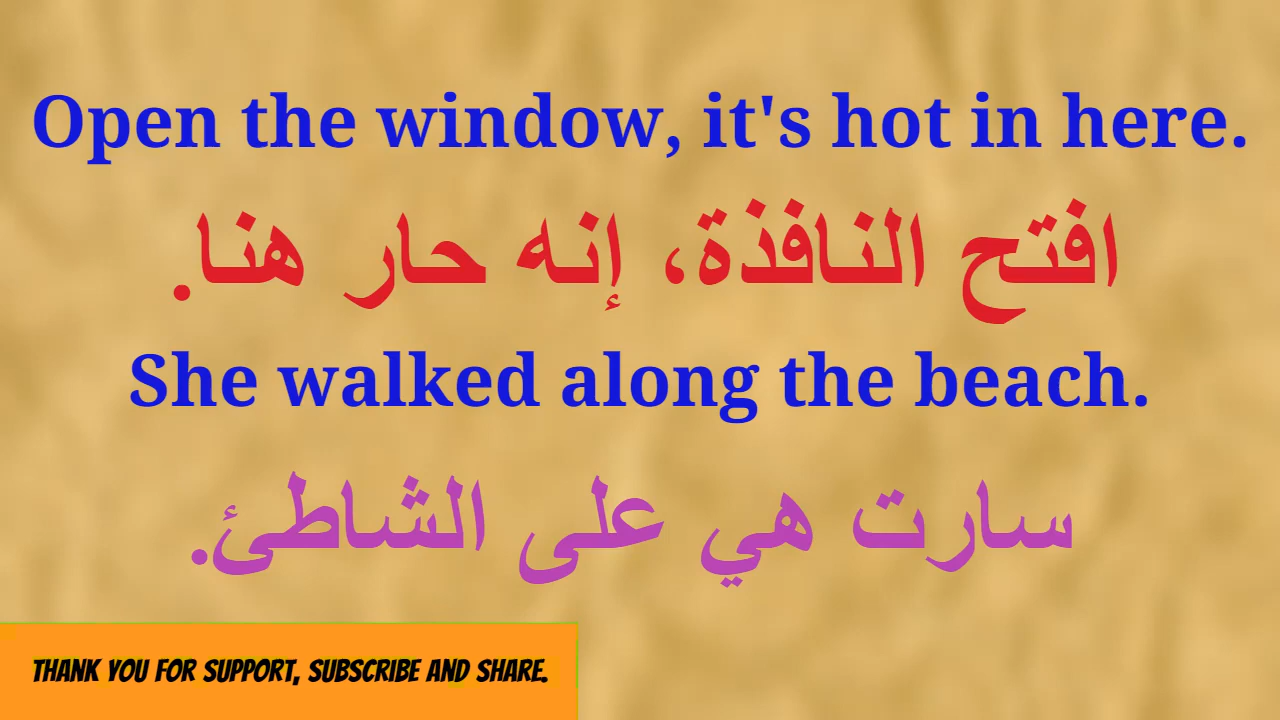 Open the window, it's hot in here.
افتح النافذة، إنه حار هنا.
She walked along the beach.
سارت هي على الشاطئ.
THANK YOU FOR SUPPORT, SUBSCRIBE AND SHARE.